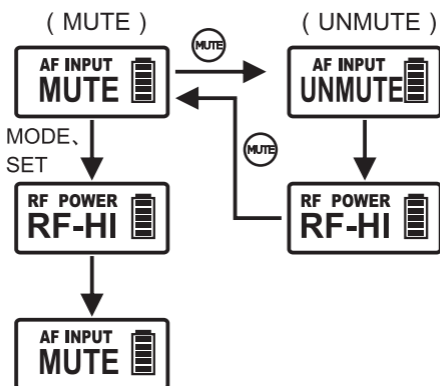 ( MUTE )
( UNMUTE )
AF INPUT
MUTE
MUTE
AF INPUT
UNMUTE
MODE、
SET
MUTE
RF POWER
RF-HI
RF POWER
RF-HI
AF INPUT
MUTE